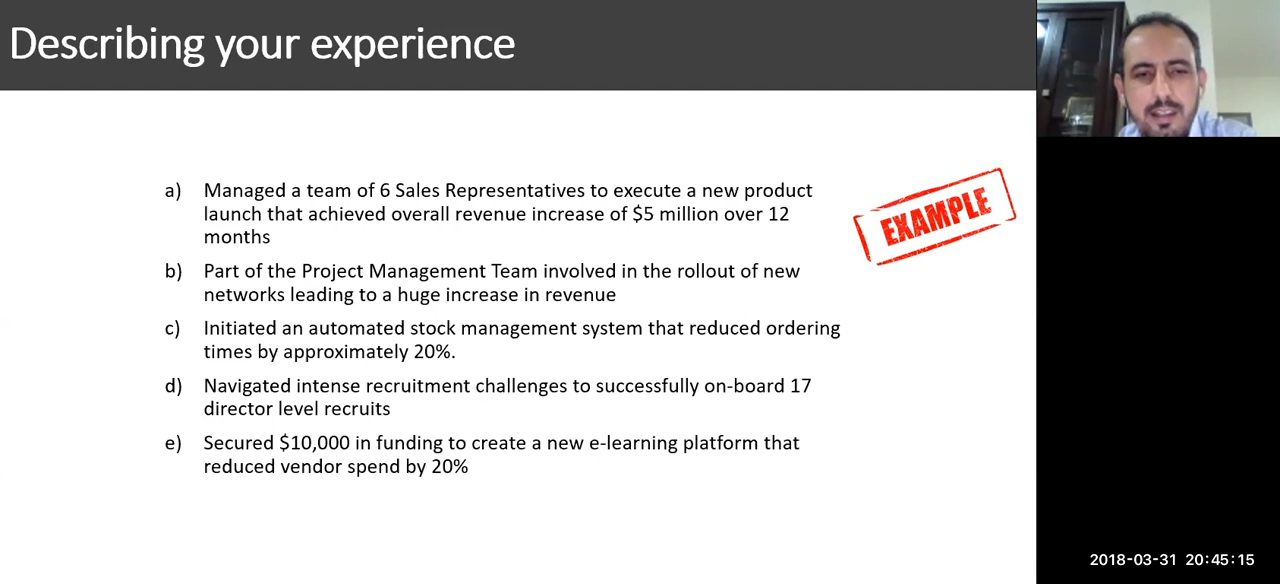 Describing your experience
a) Managed a team of 6 Sales Representatives to execute a new product
launch that achieved overall revenue increase of $5 million over 12
months
EXAMPLE
b) Part of the Project Management Team involved in the rollout of new
networks leading to a huge increase in revenue
c) Initiated an automated stock management system that reduced ordering
times by approximately 20%.
d) Navigated intense recruitment challenges to successfully on-board 17
director level recruits
e) Secured $10,000 in funding to create a new e-learning platform that
reduced vendor spend by 20%
2018-03-31 20:45:15